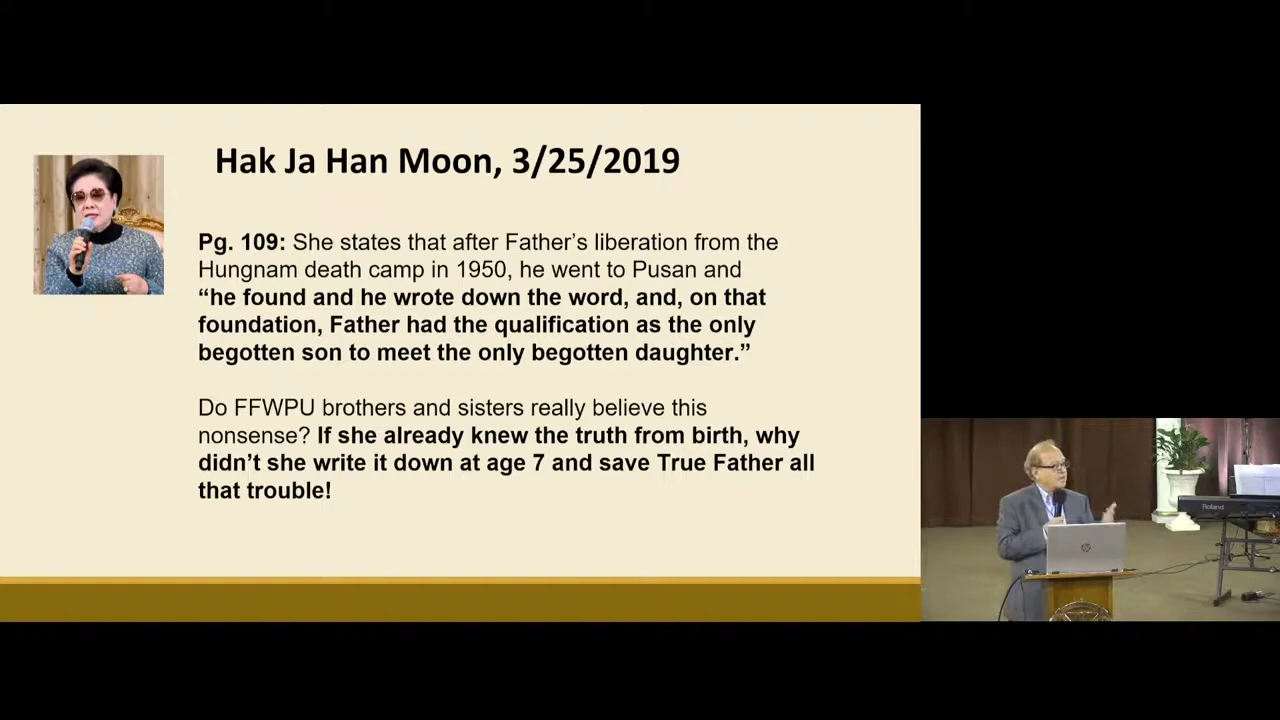 Hak Ja Han Moon, 3/25/2019
Pg. 109: She states that after Father’s liberation from the
Hungnam death camp in 1950, he went to Pusan and
“he found and he wrote down the word, and, on that
foundation, Father had the qualification as the only
begotten son to meet the only begotten daughter.”
Do FFWPU brothers and sisters really believe this
nonsense? If she already knew the truth from birth, why
didn’t she write it down at age 7 and save True Father all
that trouble!
Roland
hp